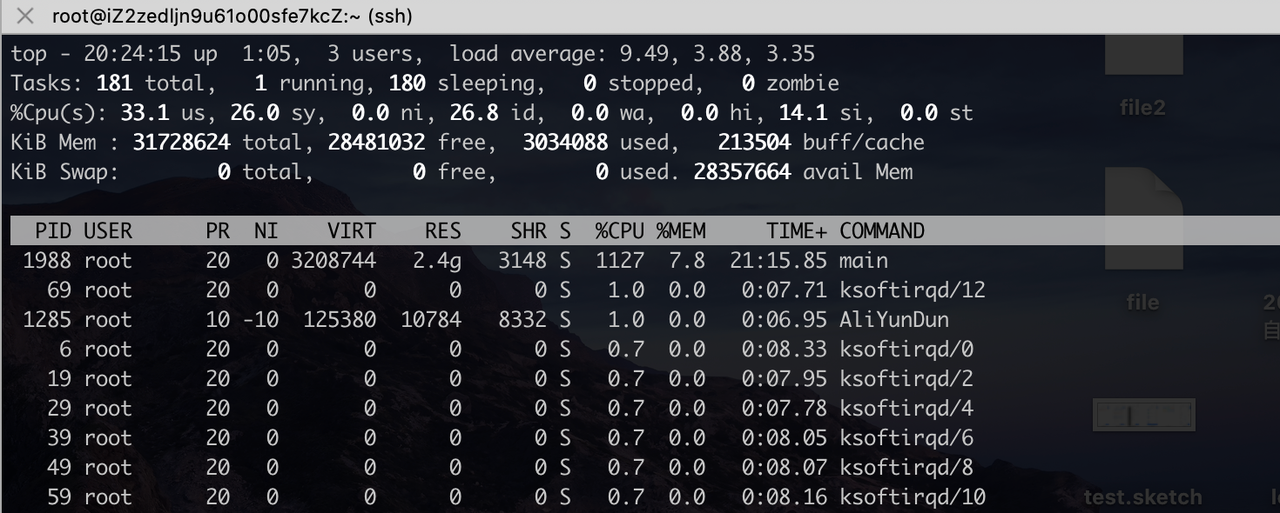 root@iZ2zedljn9u61o00sfe7kcZ:~ (ssh)
top - 20:24:15 up  1:05,  3 users,  load average: 9.49, 3.88, 3.35
Tasks: 181 total,   1 running, 180 sleeping,   0 stopped,   0 zombie
%Cpu(s): 33.1 us, 26.0 sy,  0.0 ni, 26.8 id,  0.0 wa,  0.0 hi, 14.1 si,  0.0 st
KiB Mem : 31728624 total, 28481032 free,  3034088 used,   213504 buff/cache
KiB Swap:        0 total,        0 free,        0 used. 28357664 avail Mem
PID USER      PR  NI    VIRT    RES    SHR S  %CPU %MEM     TIME+ COMMAND
1988 root      20   0 3208744   2.4g   3148 S  1127  7.8  21:15.85 main
69 root      20   0       0      0      0 S   1.0  0.0   0:07.71 ksoftirqd/12
1285 root      10 -10  125380  10784   8332 S   1.0  0.0   0:06.95 AliYunDun
6 root      20   0       0      0      0 S   0.7  0.0   0:08.33 ksoftirqd/0
19 root      20   0       0      0      0 S   0.7  0.0   0:07.95 ksoftirqd/2
29 root      20   0       0      0      0 S   0.7  0.0   0:07.78 ksoftirqd/4
39 root      20   0       0      0      0 S   0.7  0.0   0:08.05 ksoftirqd/6
49 root      20   0       0      0      0 S   0.7  0.0   0:08.07 ksoftirqd/8
59 root      20   0       0      0      0 S   0.7  0.0   0:08.16 ksoftirqd/10
file2
file
test.sketch